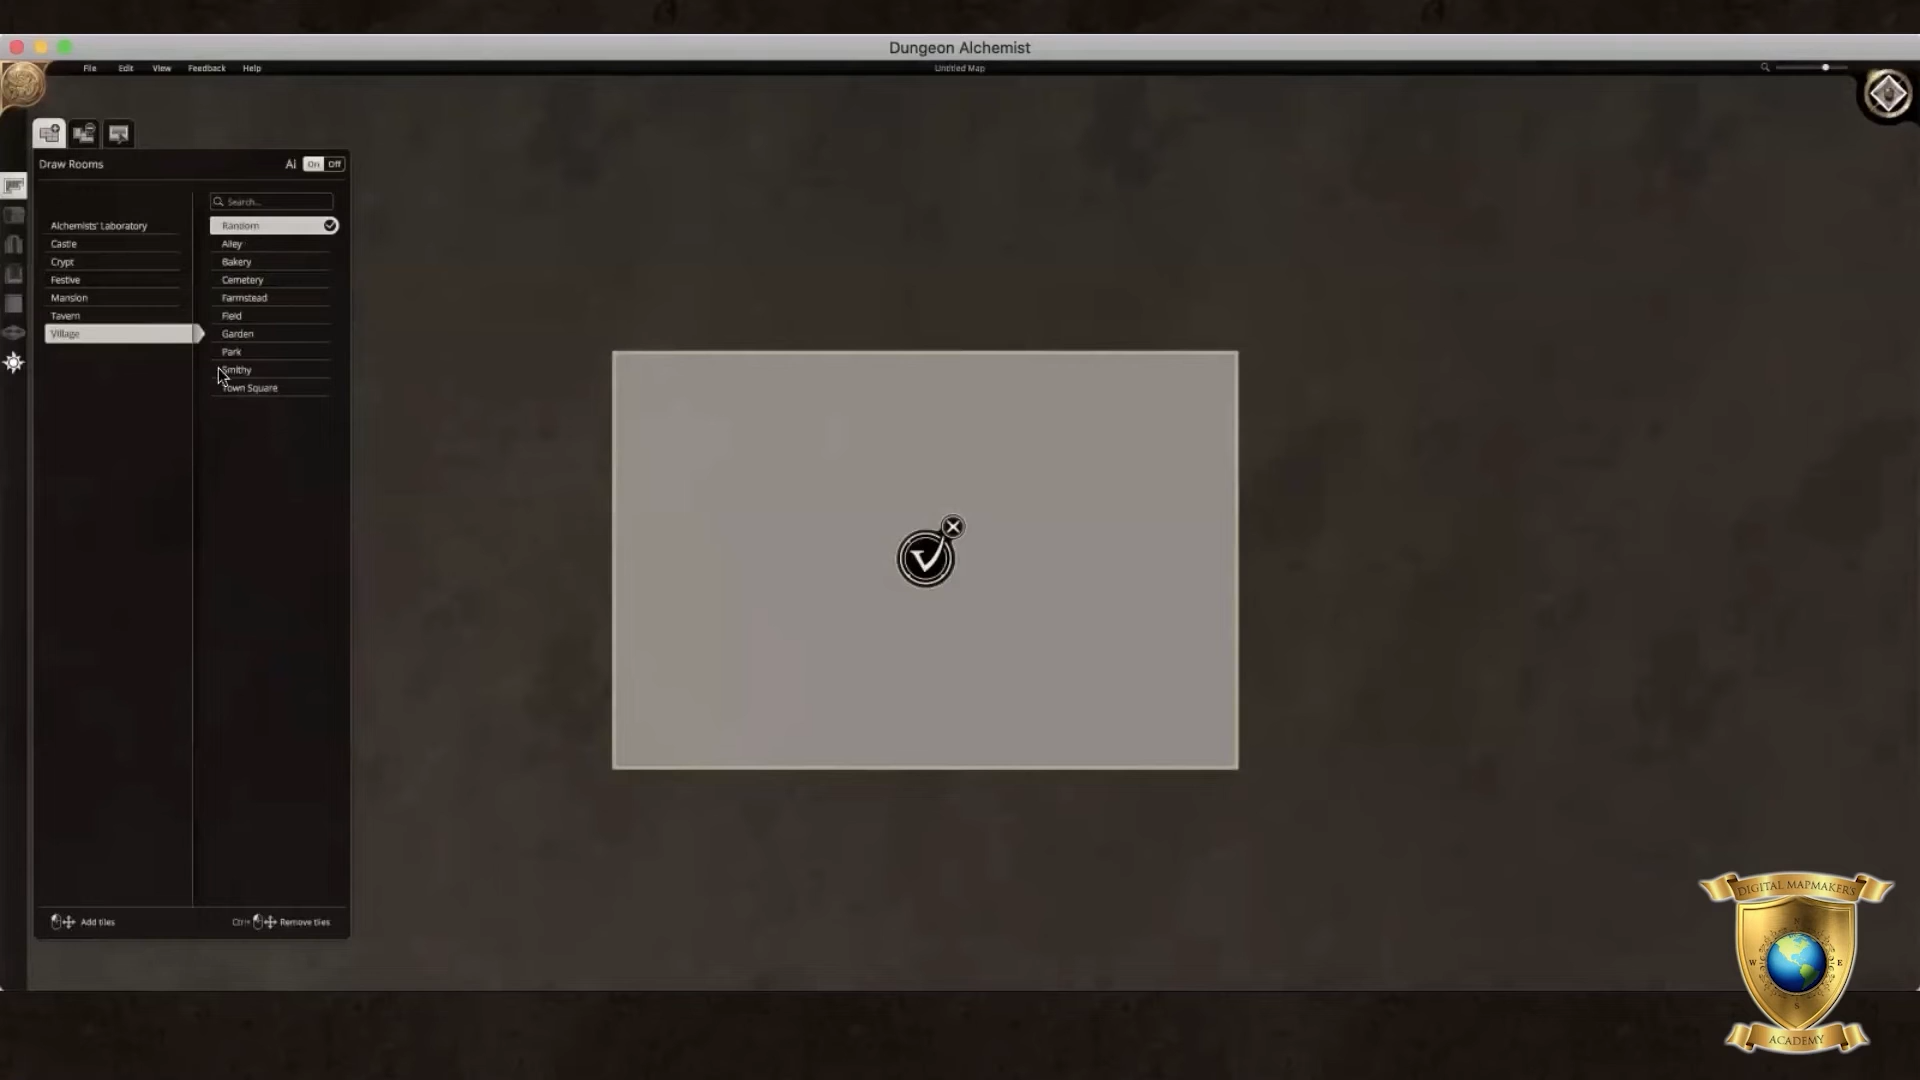 Dungeon Alchemist
File Edit View Feedback Help
Untitled Map
Draw Rooms
Ai On Off
Search...
Alchemists' Laboratory
Castle
Crypt
Festive
Mansion
Tavern
Village
Random
Alley
Bakery
Cemetery
Farmstead
Field
Garden
Park
Smithy
Town Square
Add tiles
Ctrl+ Remove tiles
DIGITAL MAPMAKER'S
N
W E
S
ACADEMY